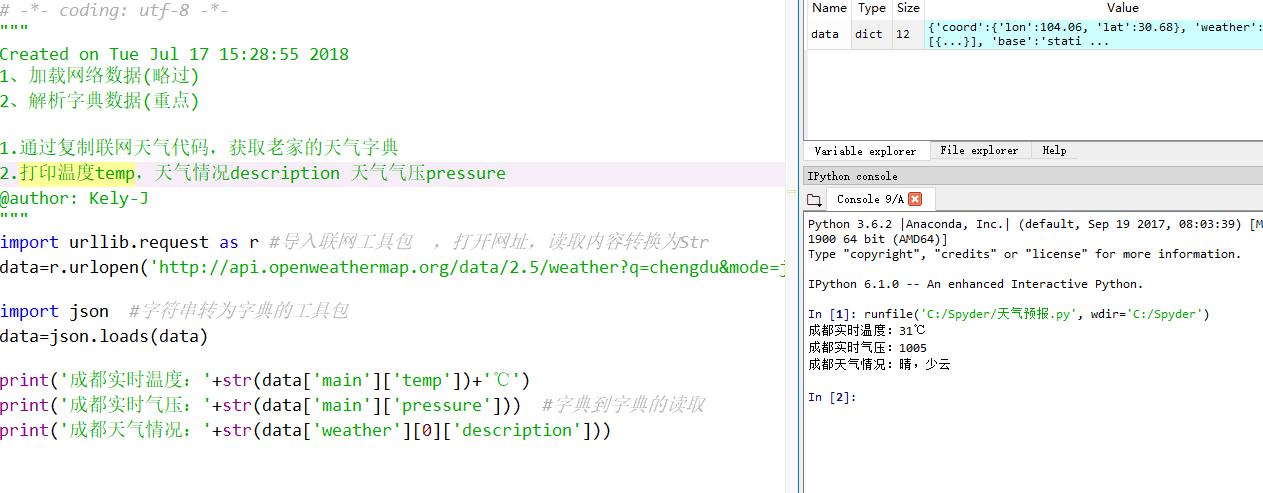 # -*- coding: utf-8 -*-
"""
Created on Tue Jul 17 15:28:55 2018
1、加载网络数据(略过)
2、解析字典数据(重点)
1.通过复制联网天气代码，获取老家的天气字典
2.打印温度temp，天气情况description 天气气压pressure
@author: Kely-J
"""
import urllib.request as r #导入联网工具包 ，打开网址，读取内容转换为Str
data=r.urlopen('http://api.openweathermap.org/data/2.5/weather?q=chengdu&mode=j
import json #字符串转为字典的工具包
data=json.loads(data)
print('成都实时温度：'+str(data['main']['temp'])+'℃')
print('成都实时气压：'+str(data['main']['pressure'])) #字典到字典的读取
print('成都天气情况：'+str(data['weather'][0]['description']))
Name Type Size Value
data dict 12 {'coord':{'lon':104.06, 'lat':30.68}, 'weather':
[{...}], 'base':'stati ...
Variable explorer File explorer Help
IPython console
Console 9/A
Python 3.6.2 |Anaconda, Inc.| (default, Sep 19 2017, 08:03:39) [M
1900 64 bit (AMD64)]
Type "copyright", "credits" or "license" for more information.
IPython 6.1.0 -- An enhanced Interactive Python.
In [1]: runfile('C:/Spyder/天气预报.py', wdir='C:/Spyder')
成都实时温度：31℃
成都实时气压：1005
成都天气情况：晴，少云
In [2]: